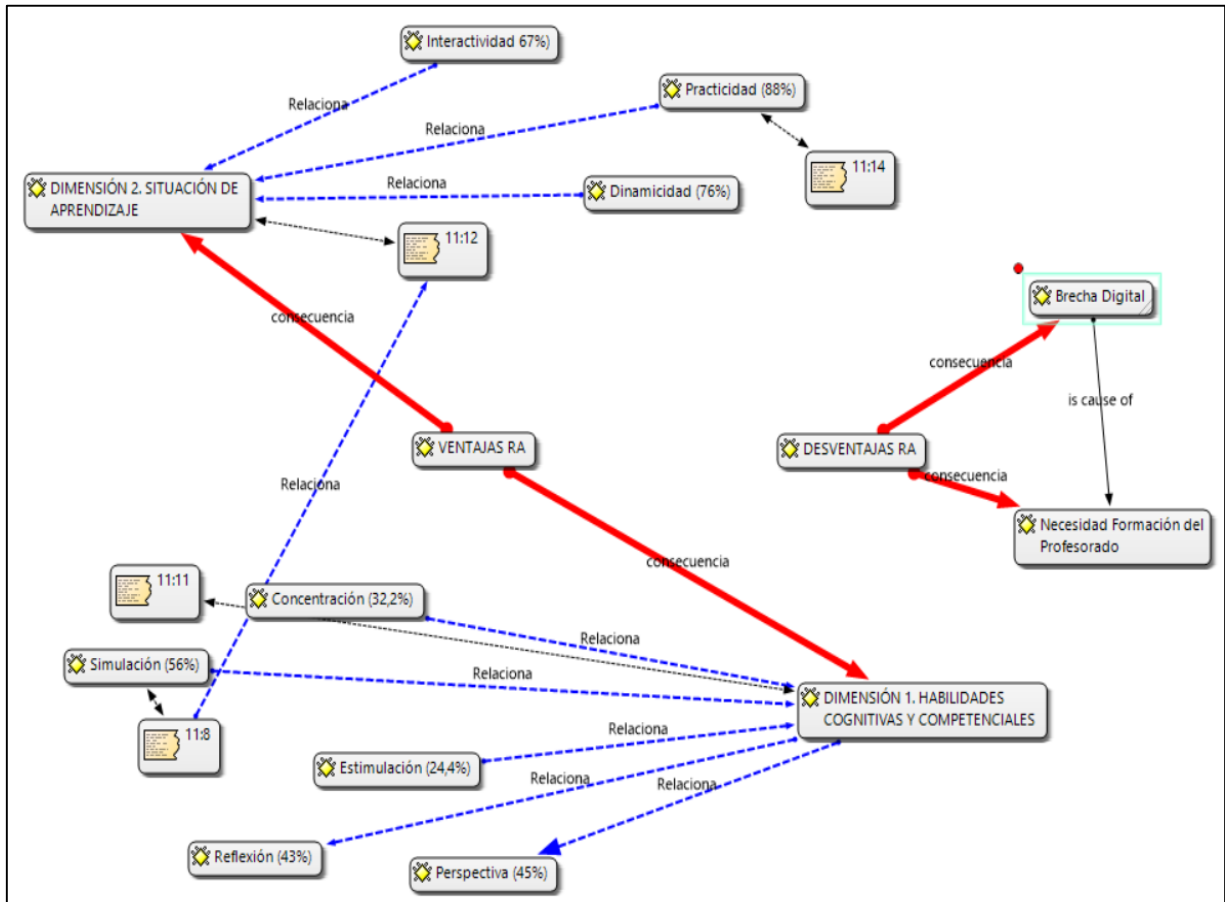 Interactividad 67%)
Relaciona
Practicidad (88%)
Relaciona
11:14
DIMENSIÓN 2. SITUACIÓN DE
APRENDIZAJE
Relaciona
Dinamicidad (76%)
11:12
Brecha Digital
consecuencia
consecuencia
is cause of
VENTAJAS RA
DESVENTAJAS RA
consecuencia
Relaciona
Necesidad Formación del
Profesorado
consecuencia
11:11
Concentración (32,2%)
Relaciona
Simulación (56%)
Relaciona
DIMENSIÓN 1. HABILIDADES
COGNITIVAS Y COMPETENCIALES
11:8
Relaciona
Estimulación (24,4%)
Relaciona
Relaciona
Reflexión (43%)
Perspectiva (45%)